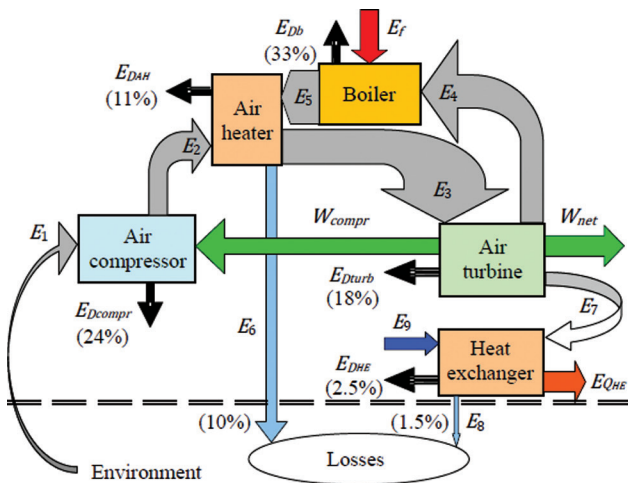 E_Db
(33%)
E_f
E_DAH
(11%)
Air
heater
E_5
Boiler
E_4
E_2
E_3
E_1
Air
compressor
W_compr
W_net
Air
turbine
E_Dcompr
(24%)
E_Dturb
(18%)
E_7
E_6
E_9
Heat
exchanger
E_DHE
(2.5%)
E_QHE
(10%)
(1.5%)
E_8
Losses
Environment